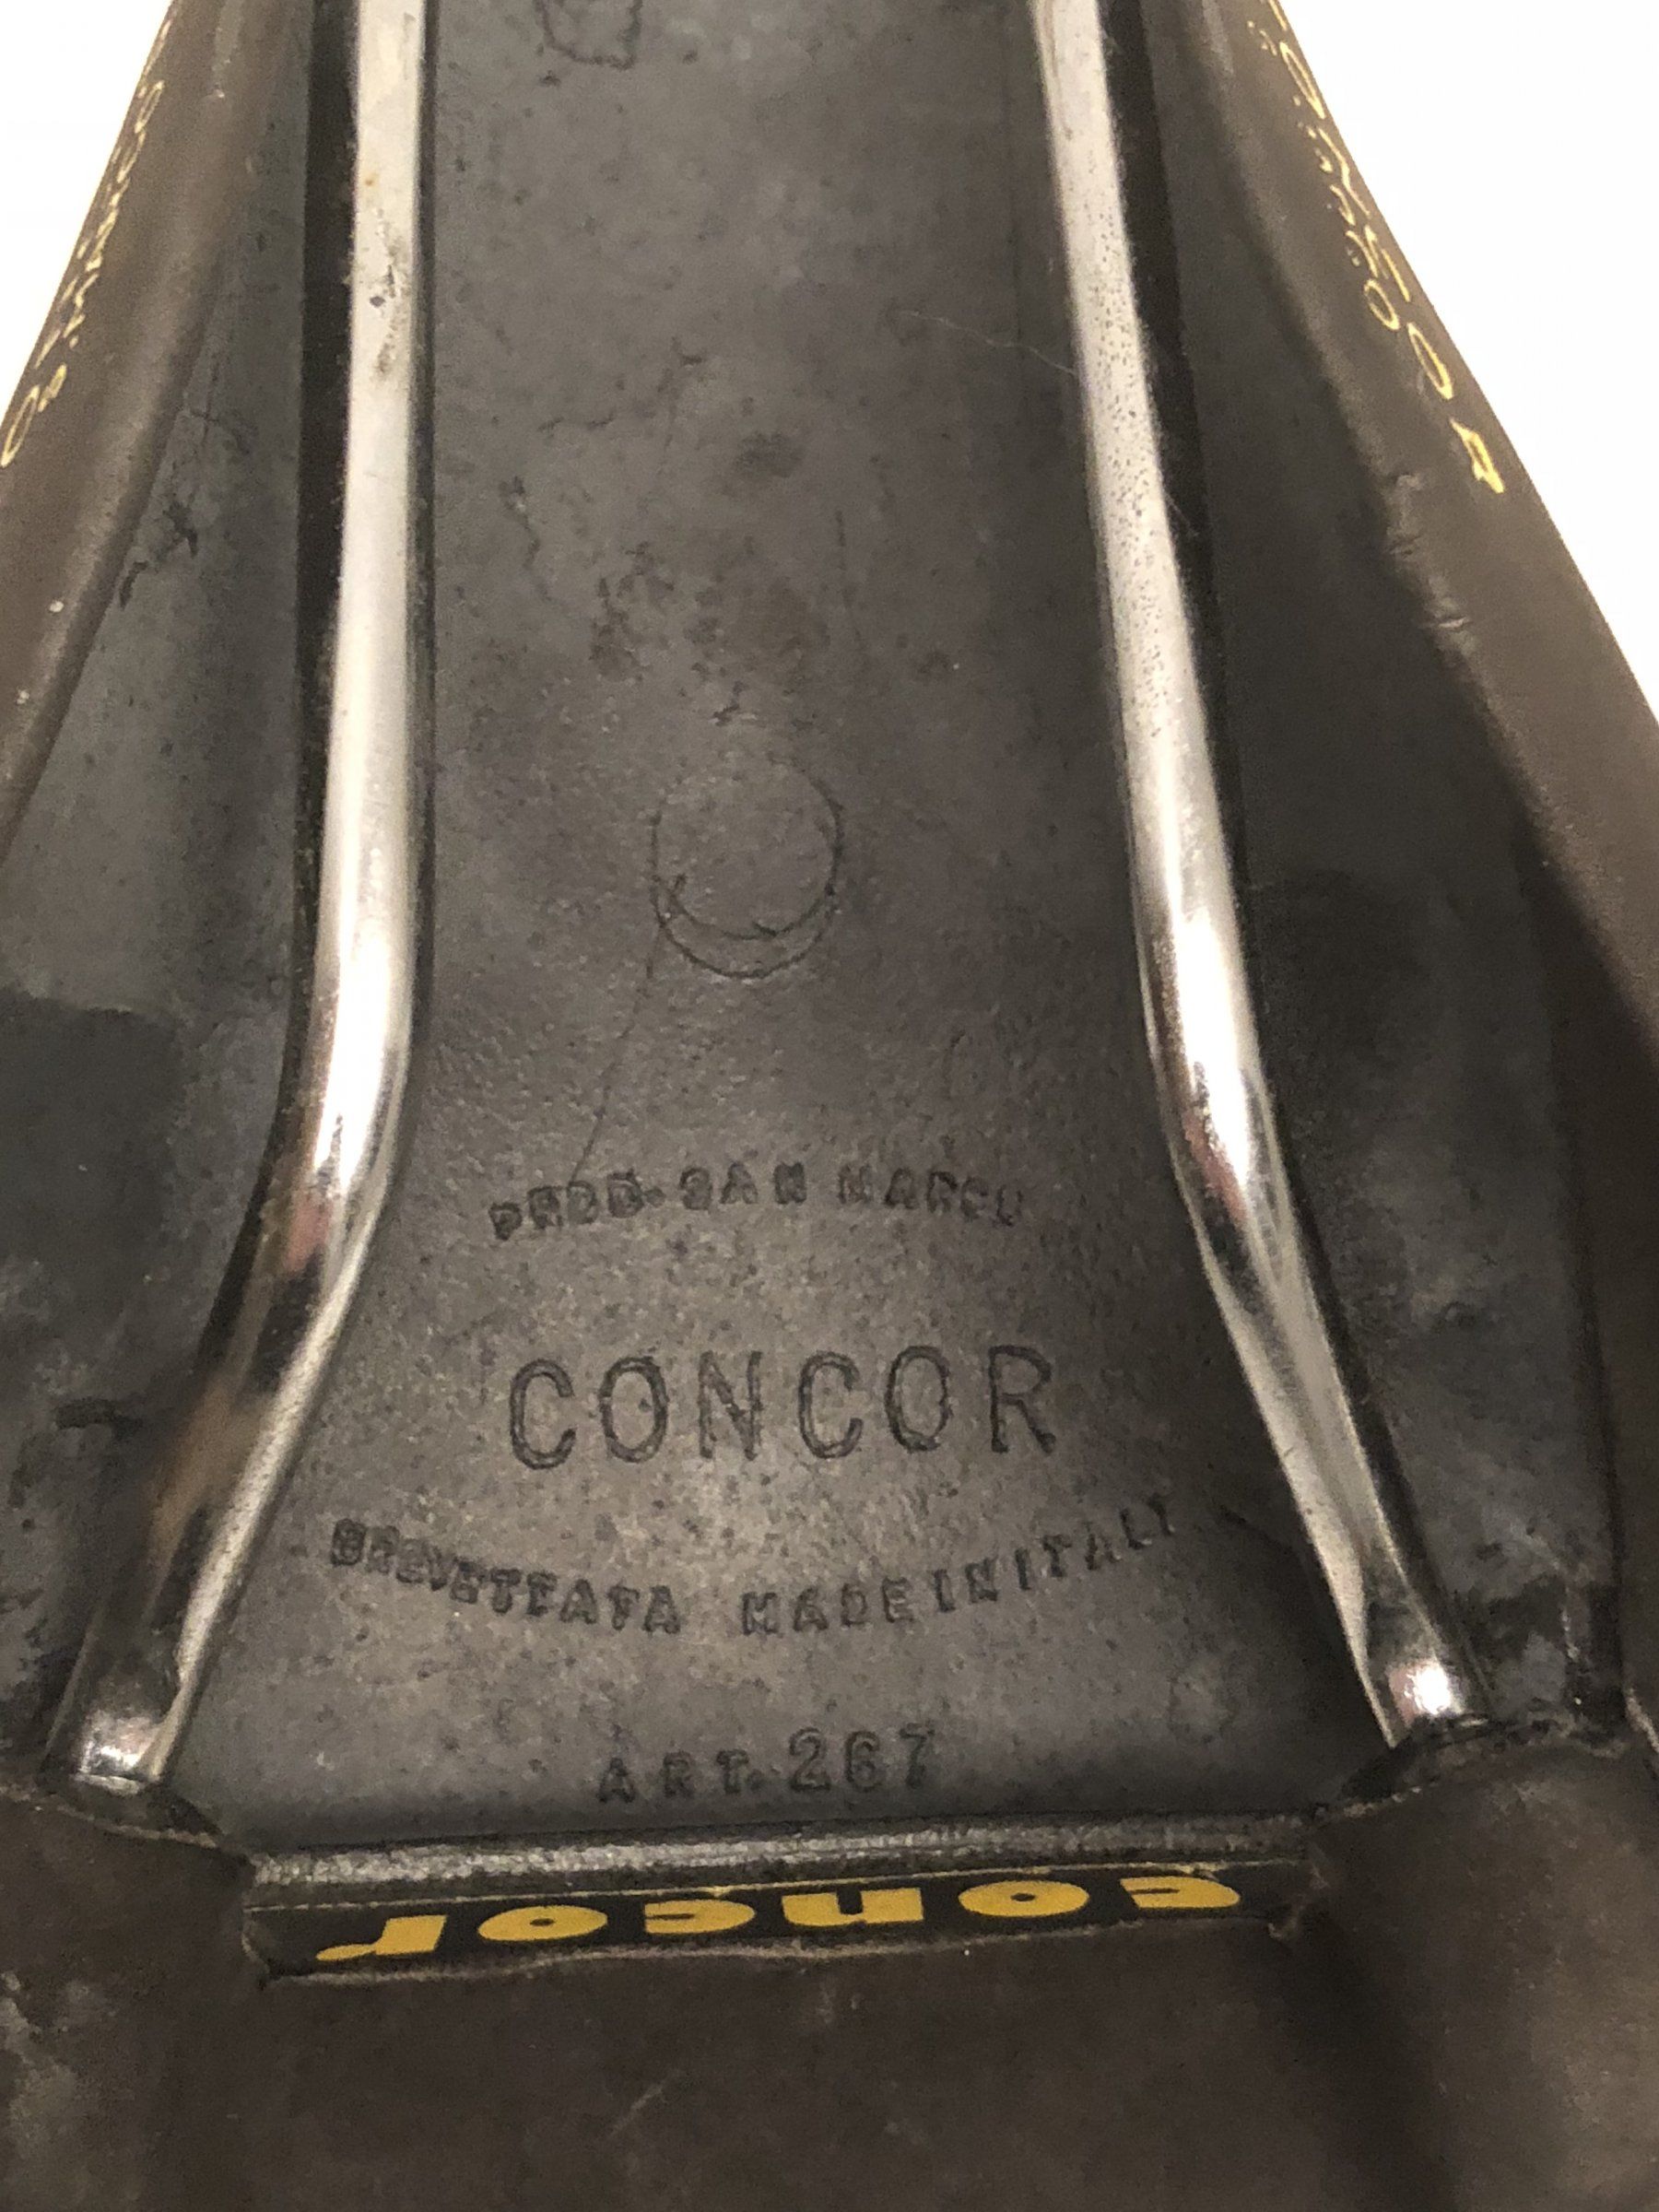 PROD. SAN MARCO
CONCOR
BREVETTATA MADE IN ITALY
ART. 267
concor